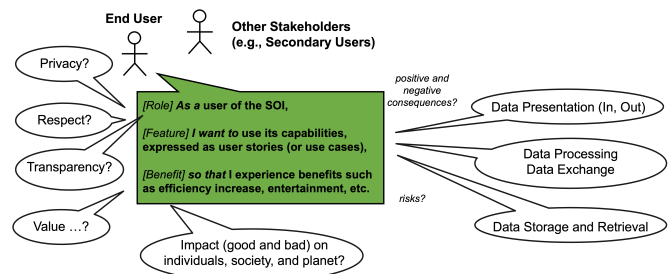 End User
Other Stakeholders
(e.g., Secondary Users)
Privacy?
Respect?
Transparency?
Value …?
[Role] As a user of the SOI,
[Feature] I want to use its capabilities,
expressed as user stories (or use cases),
[Benefit] so that I experience benefits such
as efficiency increase, entertainment, etc.
Impact (good and bad) on
individuals, society, and planet?
positive and
negative
consequences?
risks?
Data Presentation (In, Out)
Data Processing
Data Exchange
Data Storage and Retrieval